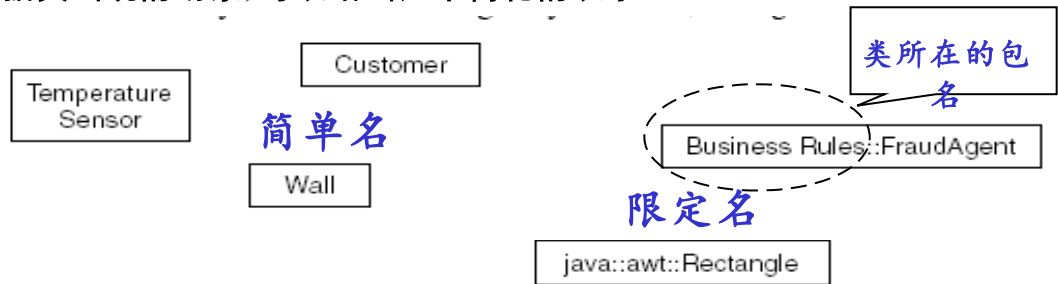 Customer
类所在的包
名
Temperature
Sensor
简单名
Business Rules::FraudAgent
Wall
限定名
java::awt::Rectangle